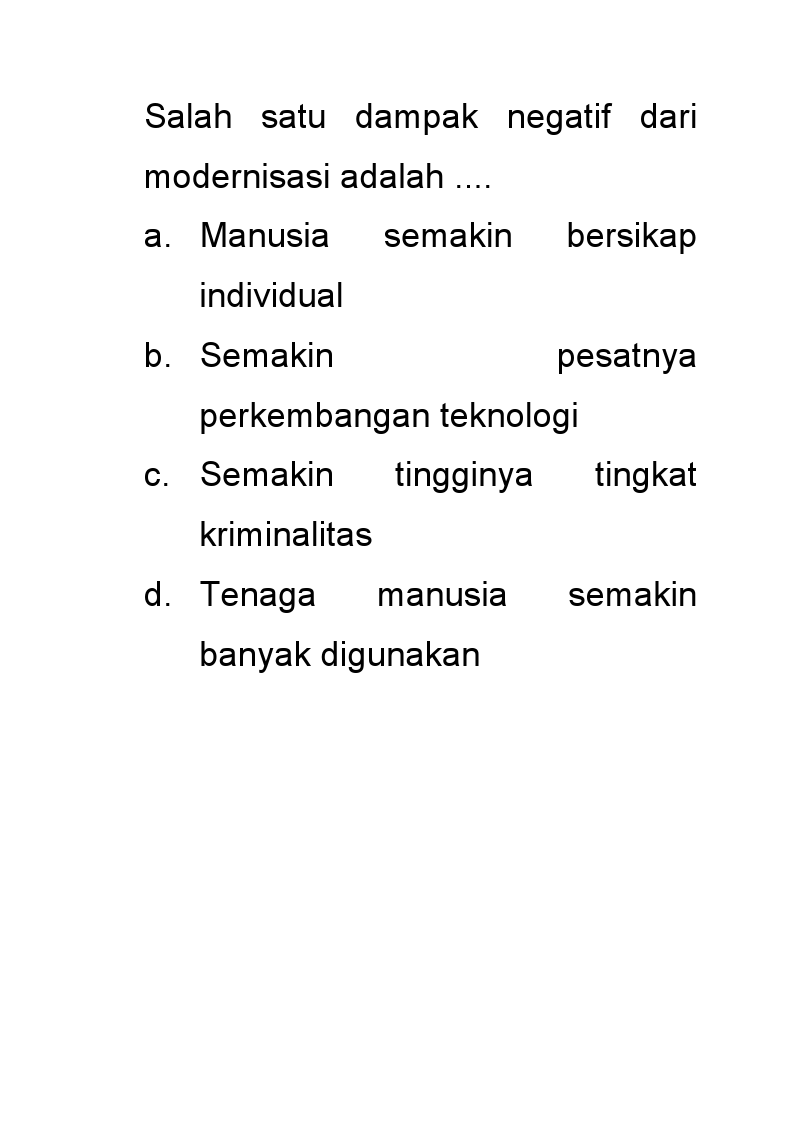 Salah satu dampak negatif dari
modernisasi adalah ....
a. Manusia semakin bersikap
individual
b. Semakin pesatnya
perkembangan teknologi
c. Semakin tingginya tingkat
kriminalitas
d. Tenaga manusia semakin
banyak digunakan